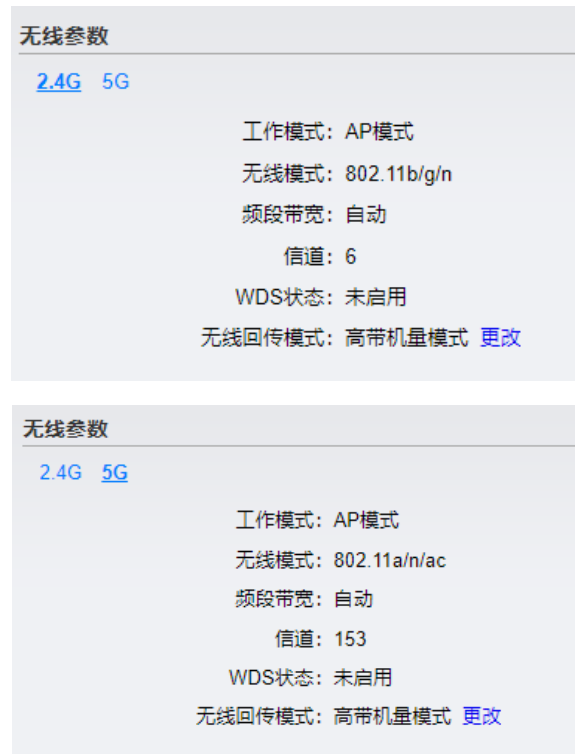 无线参数
2.4G 5G
工作模式：AP模式
无线模式：802.11b/g/n
频段带宽：自动
信道：6
WDS状态：未启用
无线回传模式：高带机量模式 更改
无线参数
2.4G 5G
工作模式：AP模式
无线模式：802.11a/n/ac
频段带宽：自动
信道：153
WDS状态：未启用
无线回传模式：高带机量模式 更改